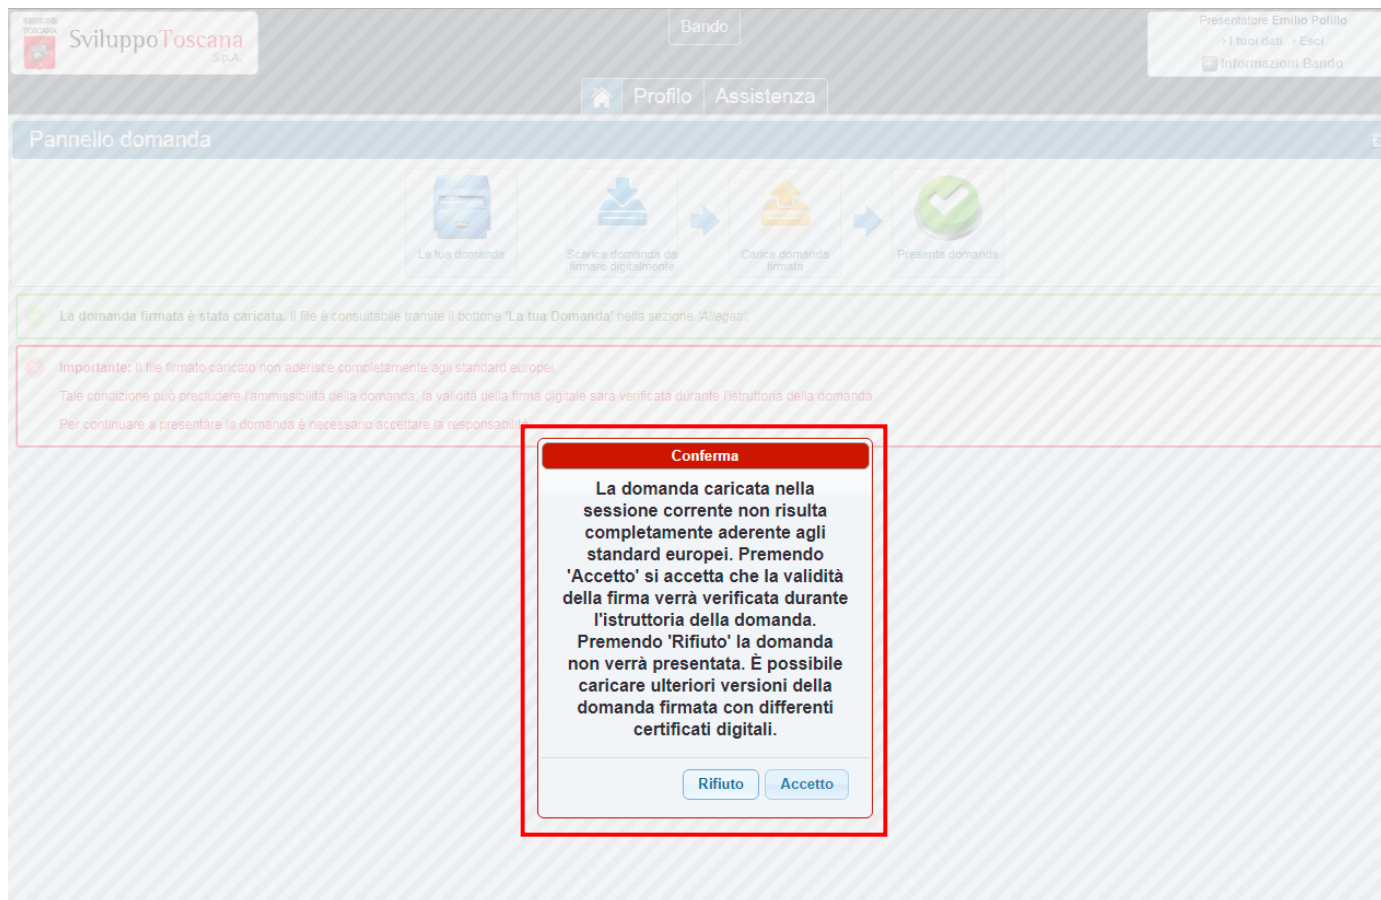 REGIONE
TOSCANA
SviluppoToscana
S.p.A.
Bando
Presentatore Emilio Polillo
› I tuoi dati › Esci
Informazioni Bando
Profilo
Assistenza
Pannello domanda
La tua domanda
Scarica domanda da
firmare digitalmente
Carica domanda
firmata
Presenta domanda
La domanda firmata è stata caricata. Il file è consultabile tramite il bottone 'La tua Domanda' nella sezione 'Allegati'.
Importante: Il file firmato caricato non aderisce completamente agli standard europei.
Tale condizione può precludere l'ammissibilità della domanda; la validità della firma digitale sarà verificata durante l'istruttoria della domanda.
Per continuare a presentare la domanda è necessario accettare la responsabilità
Conferma
La domanda caricata nella
sessione corrente non risulta
completamente aderente agli
standard europei. Premendo
'Accetto' si accetta che la validità
della firma verrà verificata durante
l'istruttoria della domanda.
Premendo 'Rifiuto' la domanda
non verrà presentata. È possibile
caricare ulteriori versioni della
domanda firmata con differenti
certificati digitali.
Rifiuto
Accetto